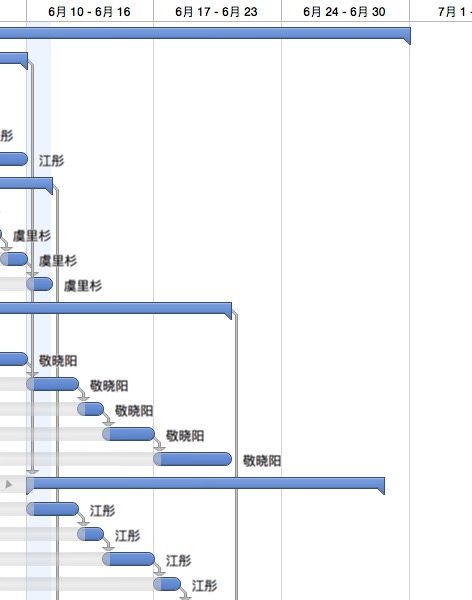 6月 10 - 6月 16 6月 17 - 6月 23 6月 24 - 6月 30 7月 1 -
彤
江彤
虞里杉
虞里杉
虞里杉
敬晓阳
敬晓阳
敬晓阳
敬晓阳
敬晓阳
江彤
江彤
江彤
江彤